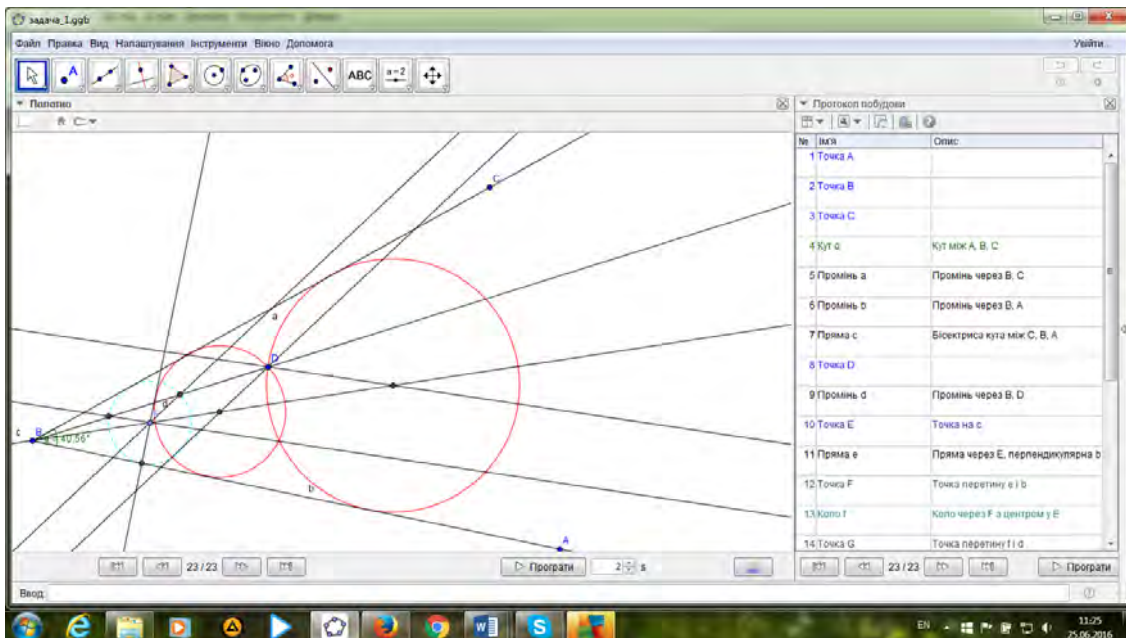 задача_1.ggb
Файл Правка Вид Налаштування Інструменти Вікно Допомога
Увійти...
ABC
a=2
Полотно
Протокол побудови
№ Ім'я Опис
1 Точка A
2 Точка B
3 Точка C
4 Кут α Кут між A, B, C
5 Промінь a Промінь через B, C
6 Промінь b Промінь через B, A
7 Пряма c Бісектриса кута між C, B, A
8 Точка D
9 Промінь d Промінь через B, D
10 Точка E Точка на c
11 Пряма e Пряма через E, перпендикулярна b
12 Точка F Точка перетину e і b
13 Коло f Коло через F з центром у E
14 Точка G Точка перетину f і d
C
a
D
d
c
B
40.56°
b
A
23 / 23
Програти
2
s
23 / 23
Програти
Ввод:
EN
11:25
25.06.2016